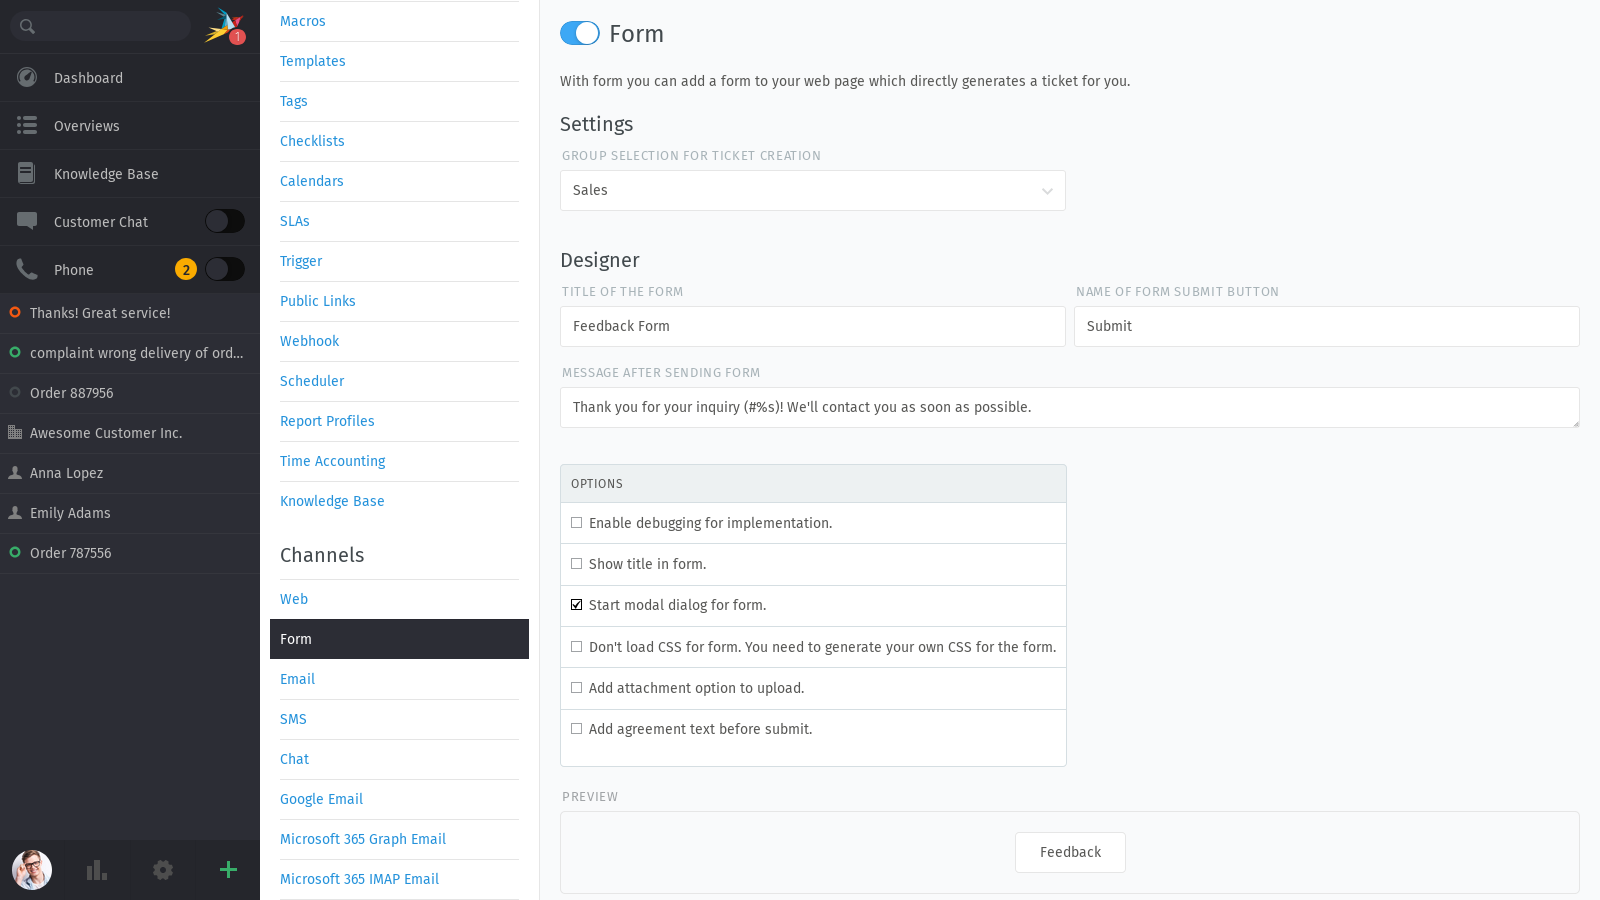 1
Dashboard
Overviews
Knowledge Base
Customer Chat
Phone
2
Thanks! Great service!
complaint wrong delivery of ord...
Order 887956
Awesome Customer Inc.
Anna Lopez
Emily Adams
Order 787556
Macros
Templates
Tags
Checklists
Calendars
SLAs
Trigger
Public Links
Webhook
Scheduler
Report Profiles
Time Accounting
Knowledge Base
Channels
Web
Form
Email
SMS
Chat
Google Email
Microsoft 365 Graph Email
Microsoft 365 IMAP Email
Form
With form you can add a form to your web page which directly generates a ticket for you.
Settings
GROUP SELECTION FOR TICKET CREATION
Sales
Designer
TITLE OF THE FORM
Feedback Form
NAME OF FORM SUBMIT BUTTON
Submit
MESSAGE AFTER SENDING FORM
Thank you for your inquiry (#%s)! We'll contact you as soon as possible.
OPTIONS
Enable debugging for implementation.
Show title in form.
Start modal dialog for form.
Don't load CSS for form. You need to generate your own CSS for the form.
Add attachment option to upload.
Add agreement text before submit.
PREVIEW
Feedback